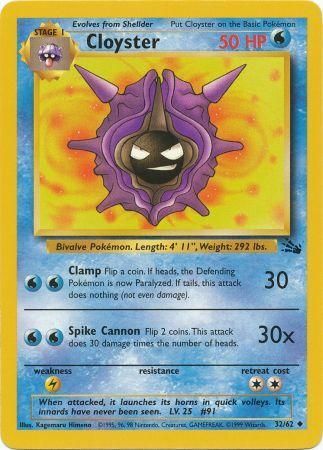 Evolves from Shellder Put Cloyster on the Basic Pokémon
STAGE 1
Cloyster 50 HP
Bivalve Pokémon. Length: 4' 11", Weight: 292 lbs.
Clamp Flip a coin. If heads, the Defending
Pokémon is now Paralyzed. If tails, this attack
does nothing (not even damage).
30
Spike Cannon Flip 2 coins. This attack
does 30 damage times the number of heads.
30x
weakness resistance retreat cost
When attacked, it launches its horns in quick volleys. Its
innards have never been seen. LV. 25 #91
Illus. Kagemaru Himeno ©1995, 96, 98 Nintendo, Creatures, GAMEFREAK. ©1999 Wizards. 32/62